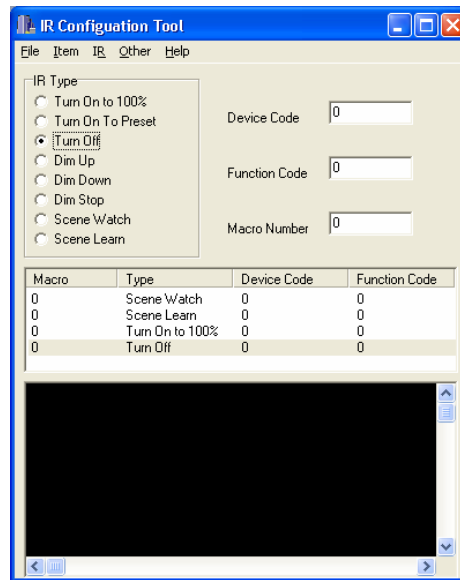 IR Configuation Tool
File Item IR Other Help
IR Type
Turn On to 100%
Turn On To Preset
Turn Off
Dim Up
Dim Down
Dim Stop
Scene Watch
Scene Learn
Device Code 0
Function Code 0
Macro Number 0
Macro Type Device Code Function Code
0 Scene Watch 0 0
0 Scene Learn 0 0
0 Turn On to 100% 0 0
0 Turn Off 0 0